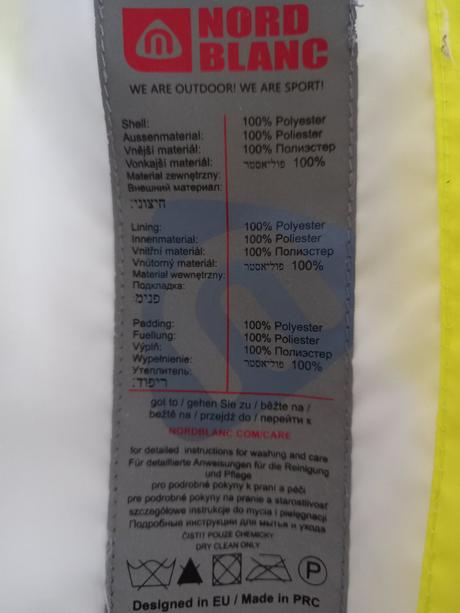 NORD
BLANC
WE ARE OUTDOOR! WE ARE SPORT!
Shell: 100% Polyester
Aussenmaterial: 100% Poliester
Vnější materiál: 100% Полиэстер
Vonkajší materiál: 100% פוליאסטר
Materiał zewnętrzny:
Внешний материал:
חיצוני:
Lining: 100% Polyester
Innenmaterial: 100% Poliester
Vnitřní materiál: 100% Полиэстер
Vnútorný materiál: 100% פוליאסטר
Materiał wewnętrzny:
Подкладка:
פנימ:
Padding: 100% Polyester
Fuellung: 100% Poliester
Výplň: 100% Полиэстер
Wypełnienie: 100% פוליאסטר
Утеплитель:
ריפוד:
got to / gehen Sie zu / běžte na /
bežté na / przejdź do / перейти к
NORDBLANC.COM/CARE
for detailed instructions for washing and care
Für detaillierte Anweisungen für die Reinigung
und Pflege
pro podrobné pokyny k praní a péči
pre podrobné pokyny na pranie a starostlivosť
szczegółowe instrukcje do mycia i pielęgnacji
Подробные инструкции для мытья и ухода
ČISTIT POUZE CHEMICKY
DRY CLEAN ONLY
P
Designed in EU / Made in PRC